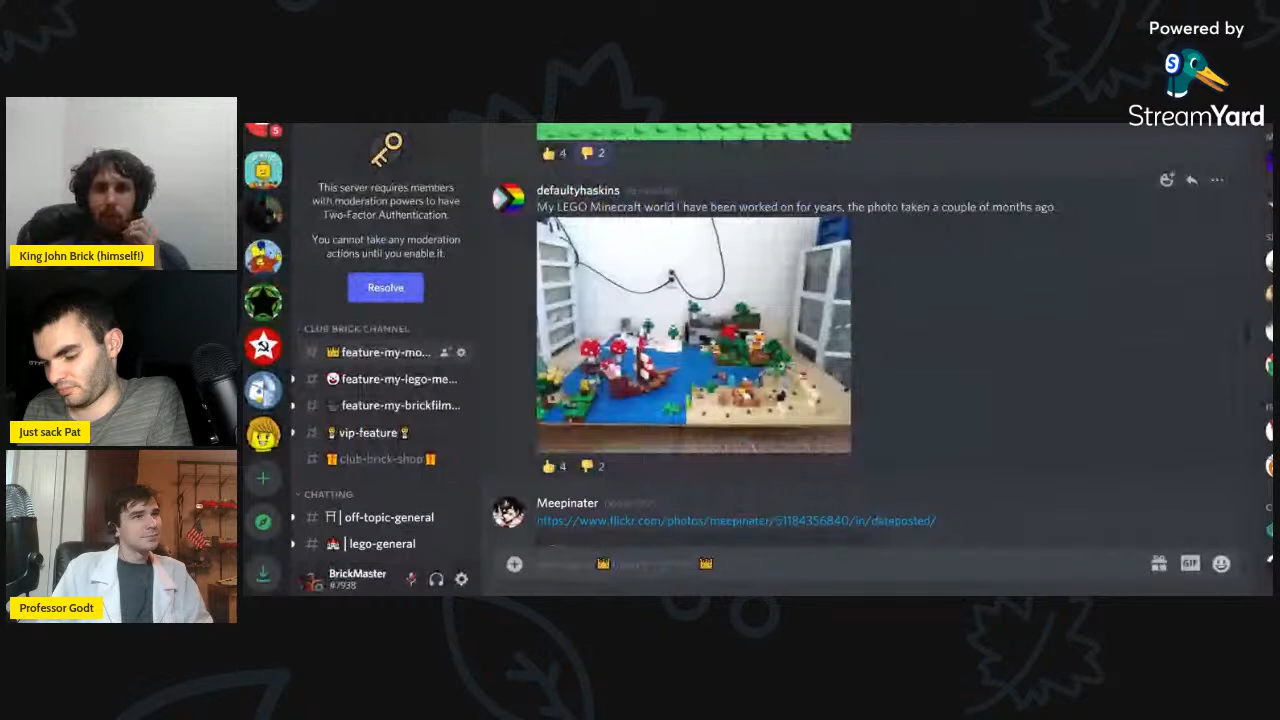 Powered by
S
StreamYard
King John Brick (himself!)
Just sack Pat
Professor Godt
5
This server requires members
with moderation powers to have
Two-Factor Authentication.
You cannot take any moderation
actions until you enable it.
Resolve
CLUB BRICK CHANNEL
feature-my-mo...
feature-my-lego-me...
feature-my-brickfilm...
vip-feature
club-brick-shop
CHATTING
off-topic-general
lego-general
BrickMaster
#7938
4 2
defaultyhaskins
My LEGO Minecraft world I have been worked on for years, the photo taken a couple of months ago.
4 2
Meepinater
https://www.flickr.com/photos/meepinater/51184356840/in/dateposted/
GIF